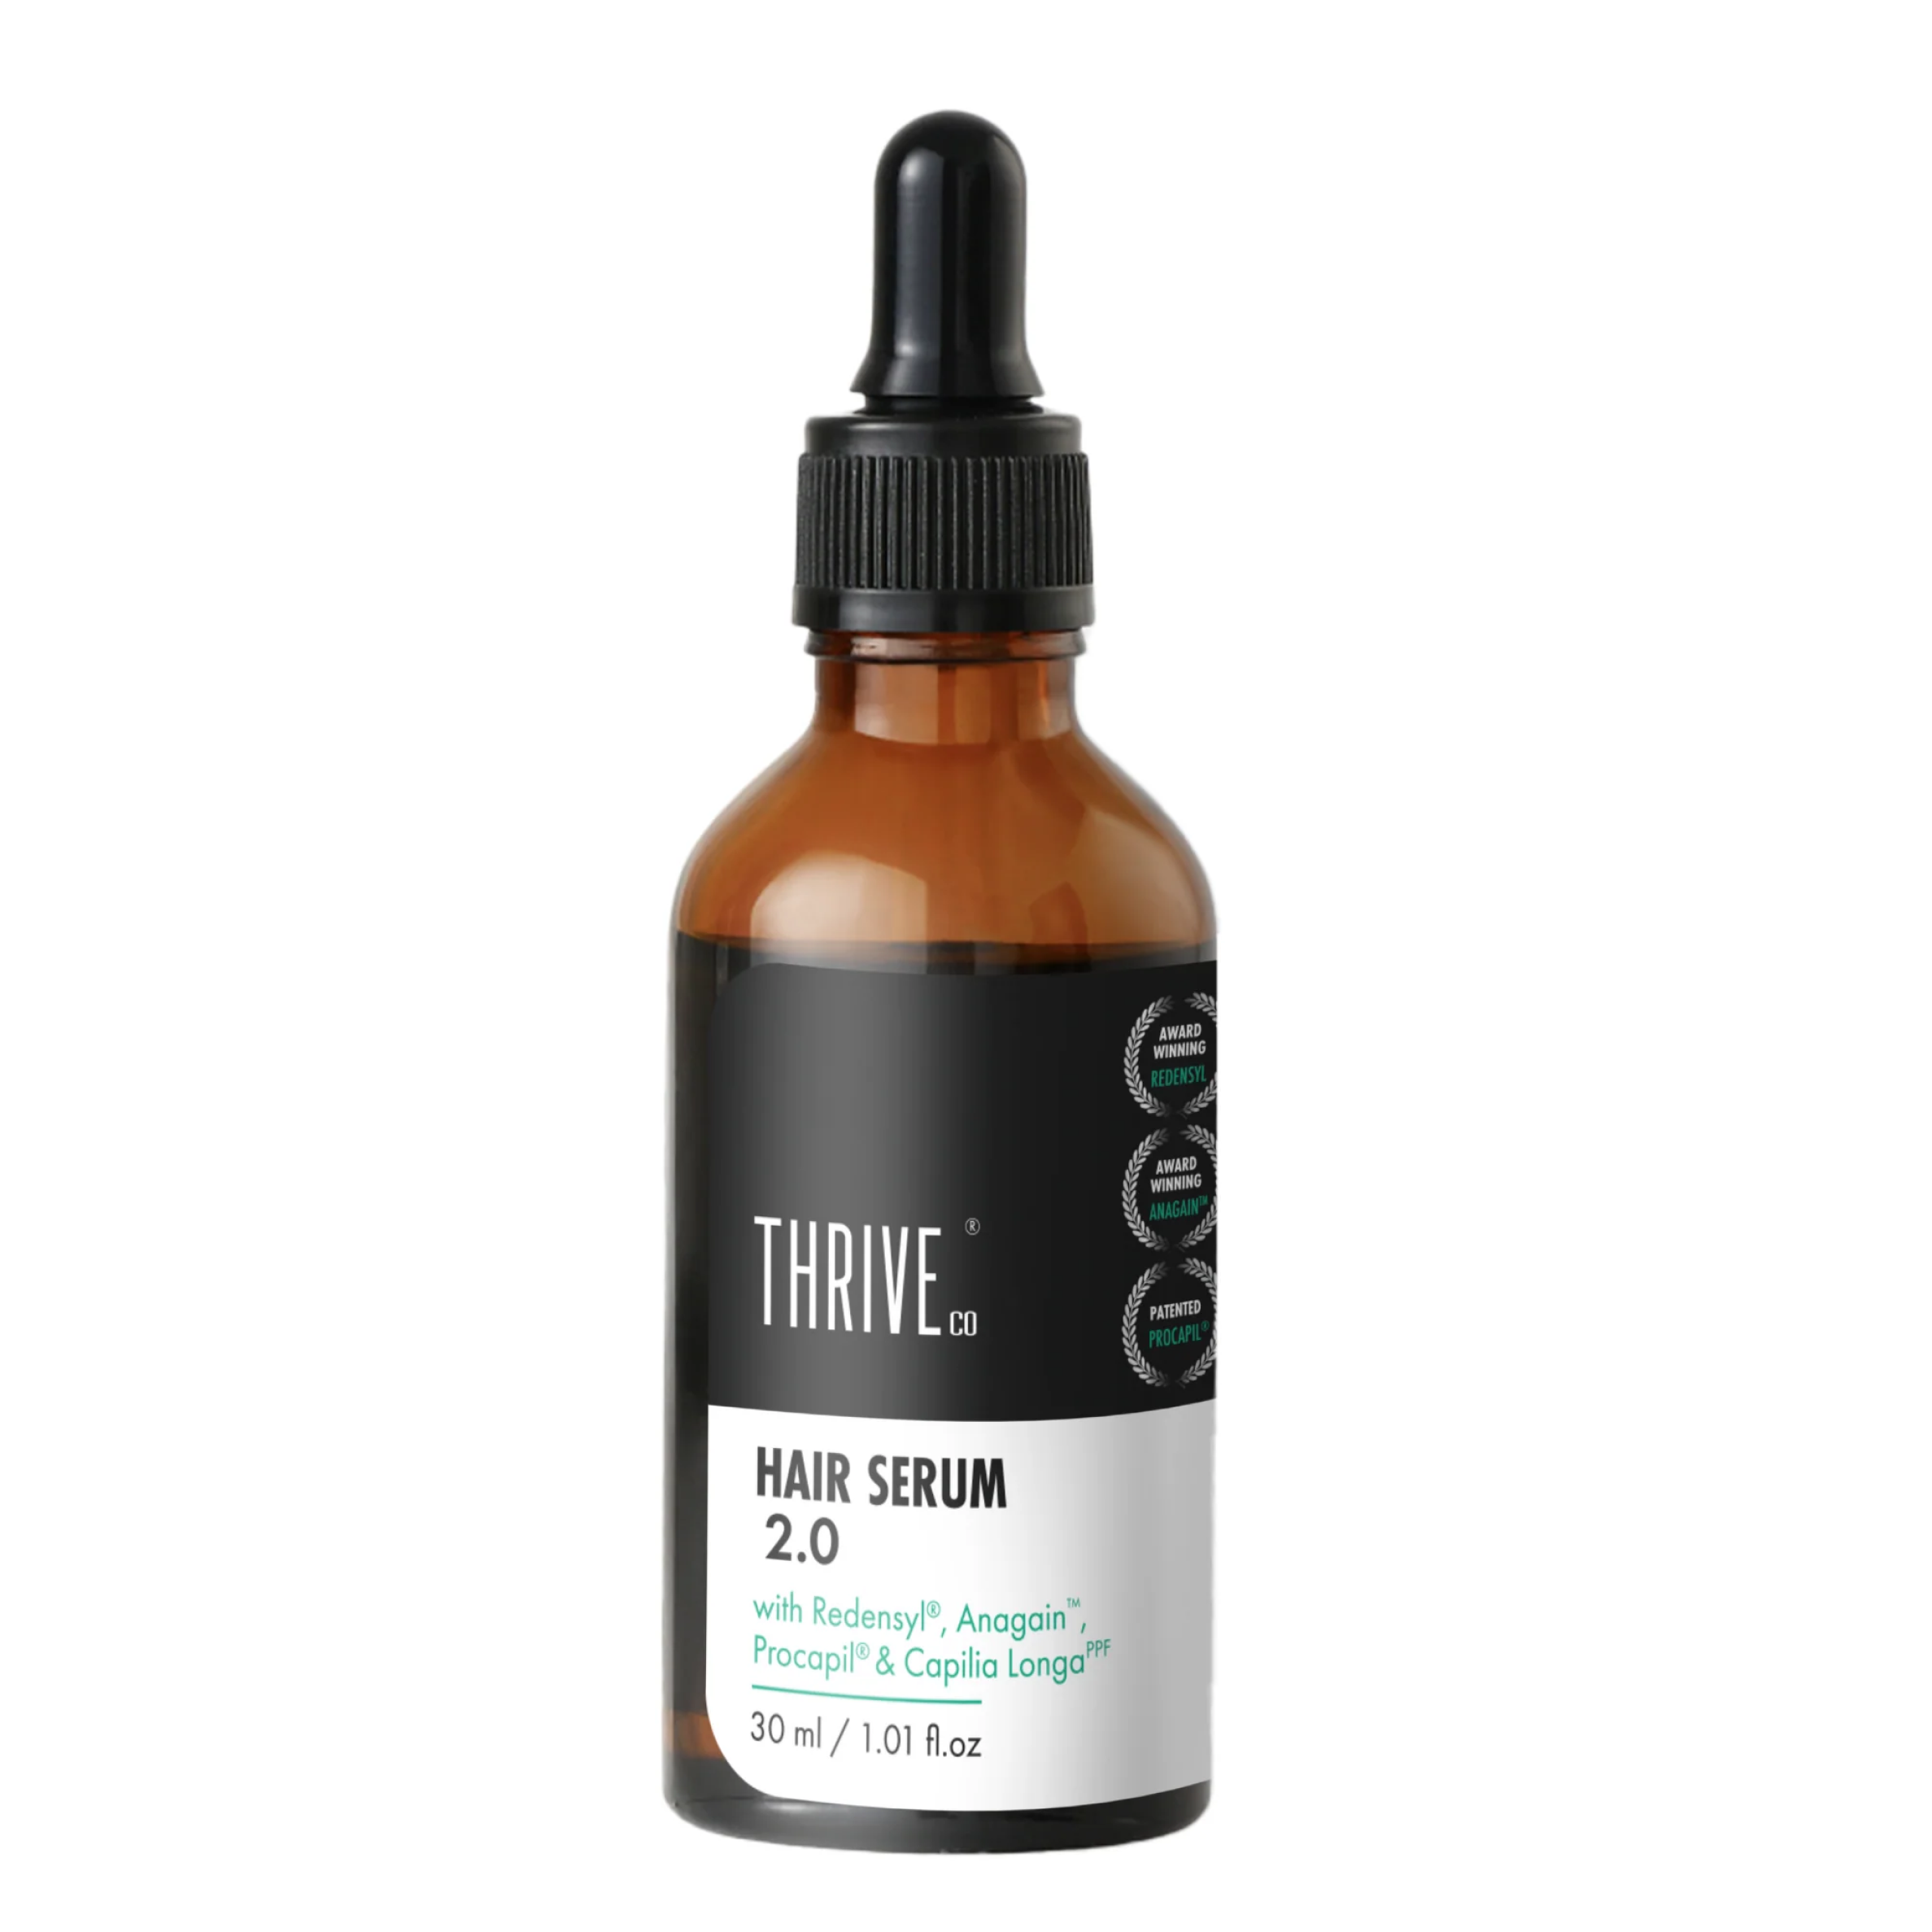 AWARD
WINNING
REDENSYL
AWARD
WINNING
ANAGAIN™
PATENTED
PROCAPIL®
THRIVE CO ®
HAIR SERUM
2.0
with Redensyl®, Anagain™,
Procapil® & Capilia Longa PPF
30 ml / 1.01 fl.oz